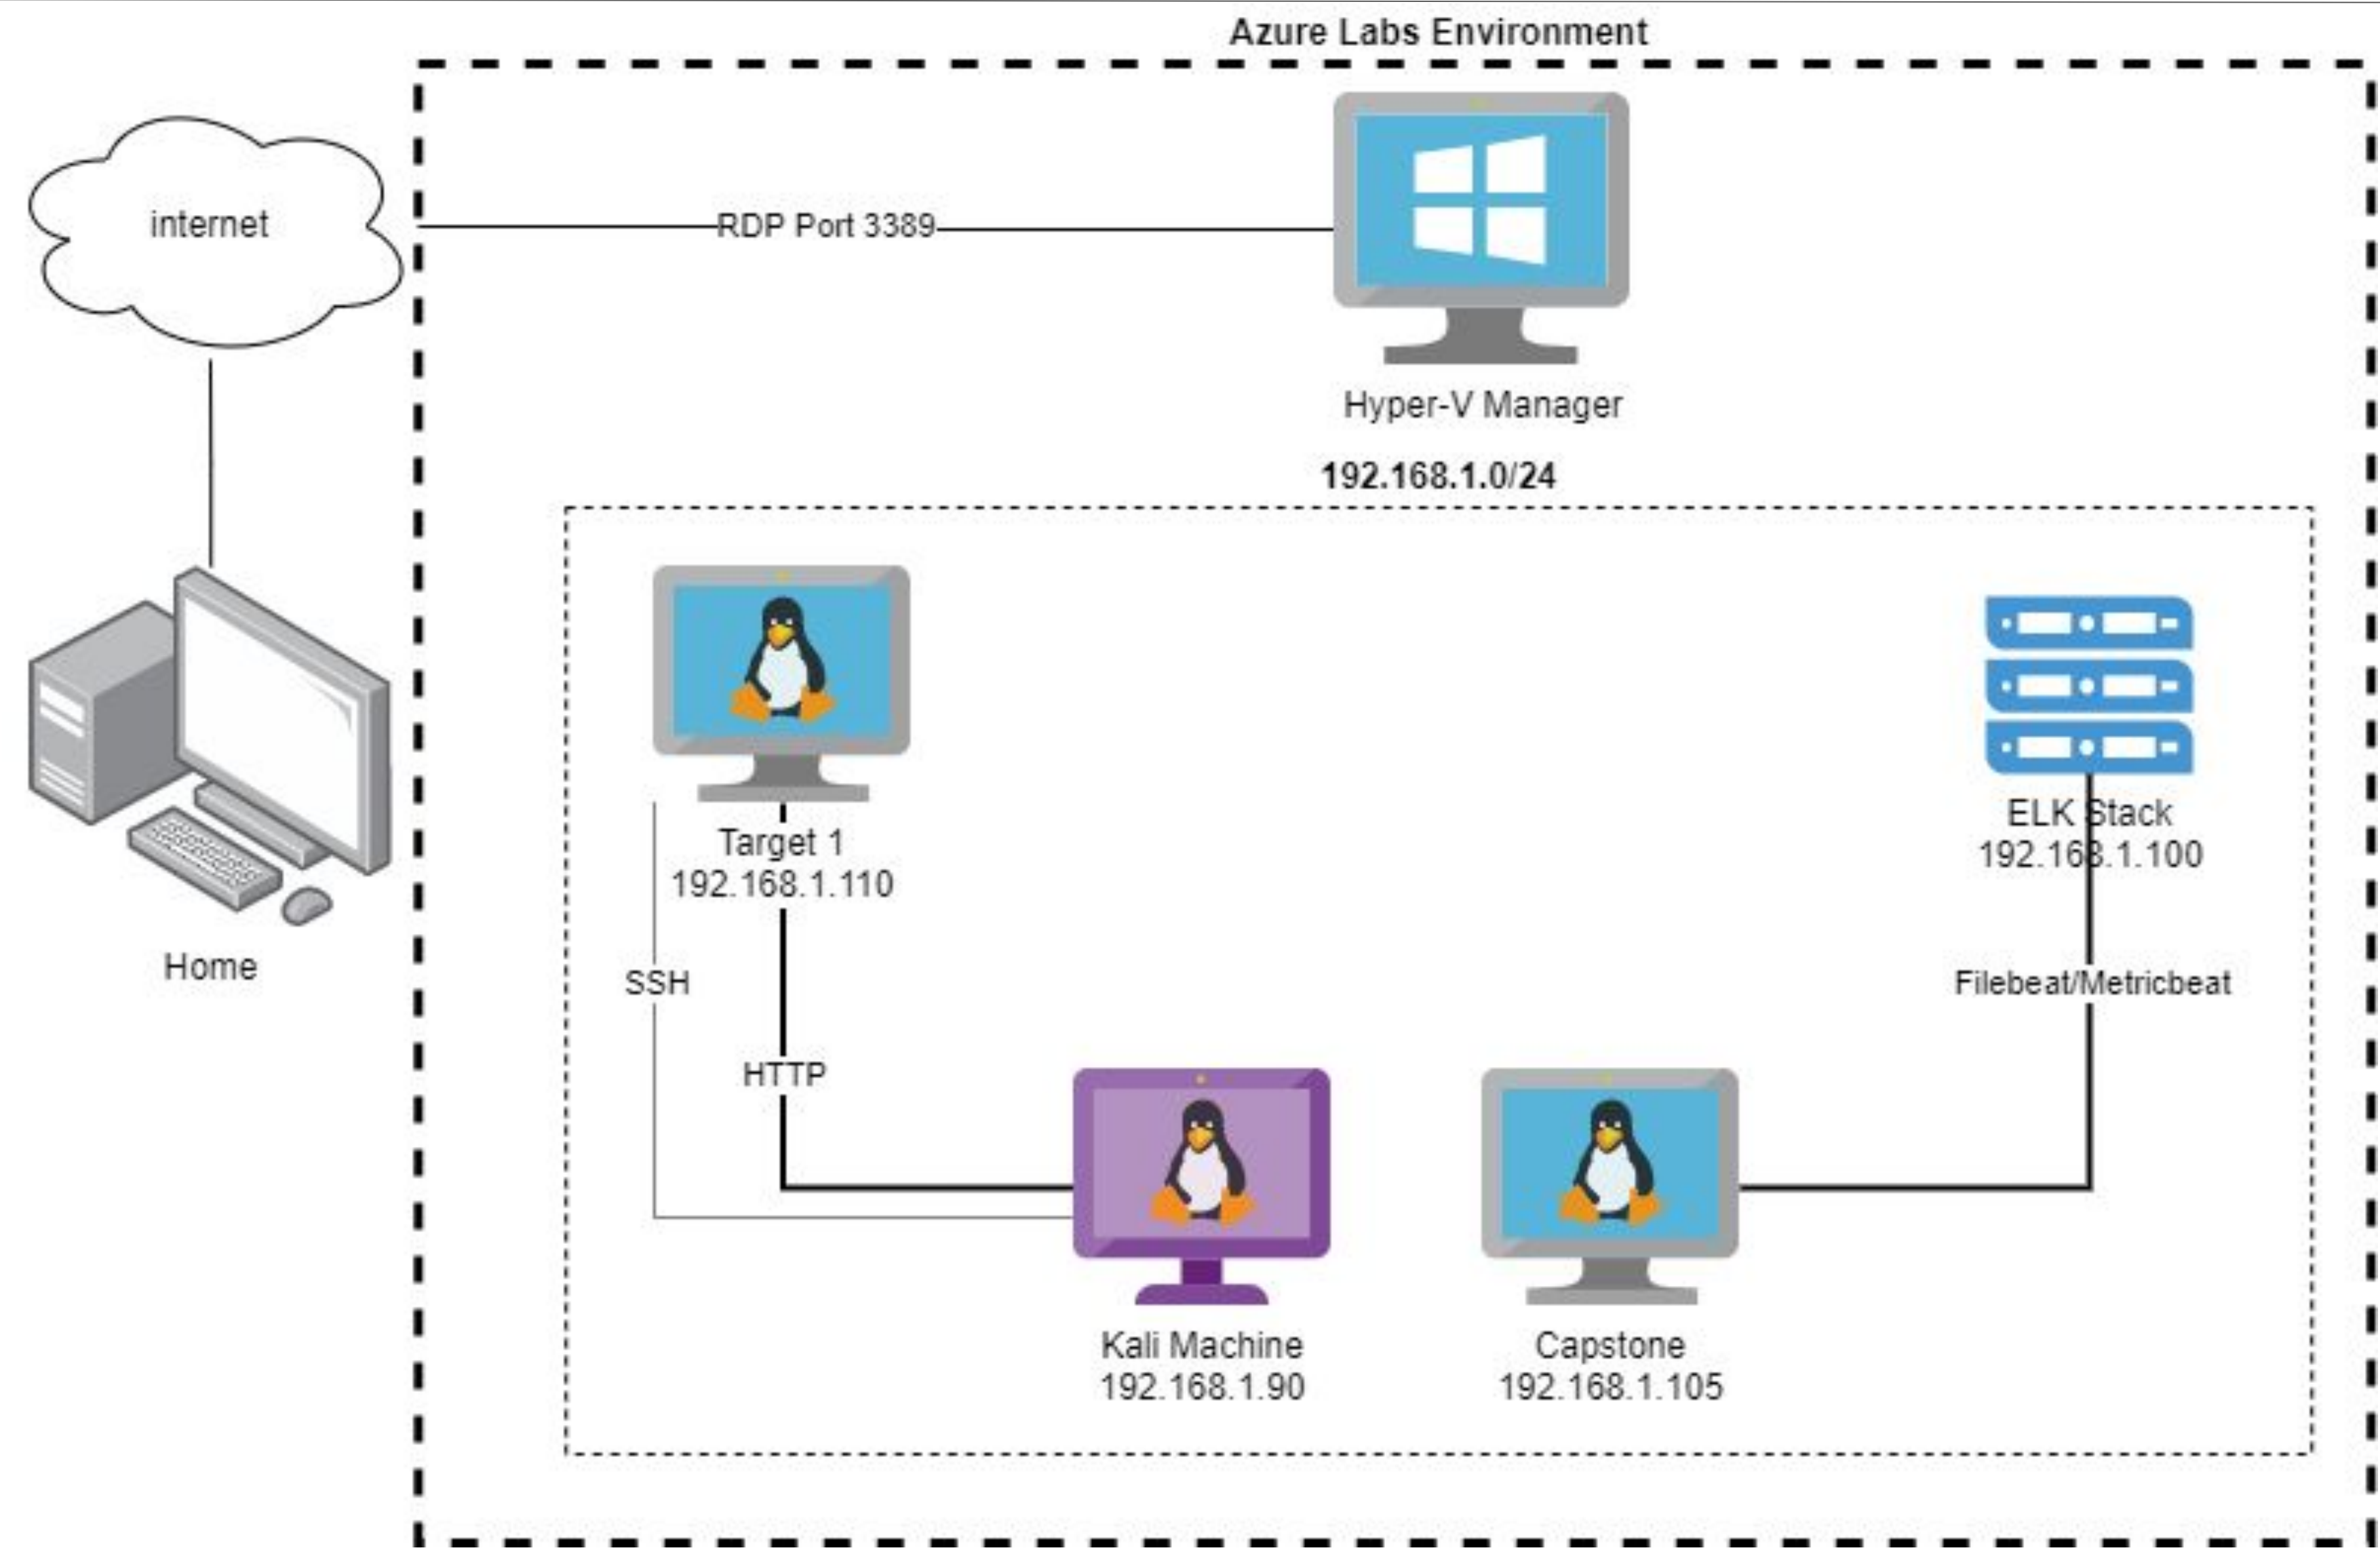 Azure Labs Environment
internet
RDP Port 3389
Hyper-V Manager
192.168.1.0/24
Target 1
192.168.1.110
ELK Stack
192.168.1.100
Home
SSH
Filebeat/Metricbeat
HTTP
Kali Machine
192.168.1.90
Capstone
192.168.1.105